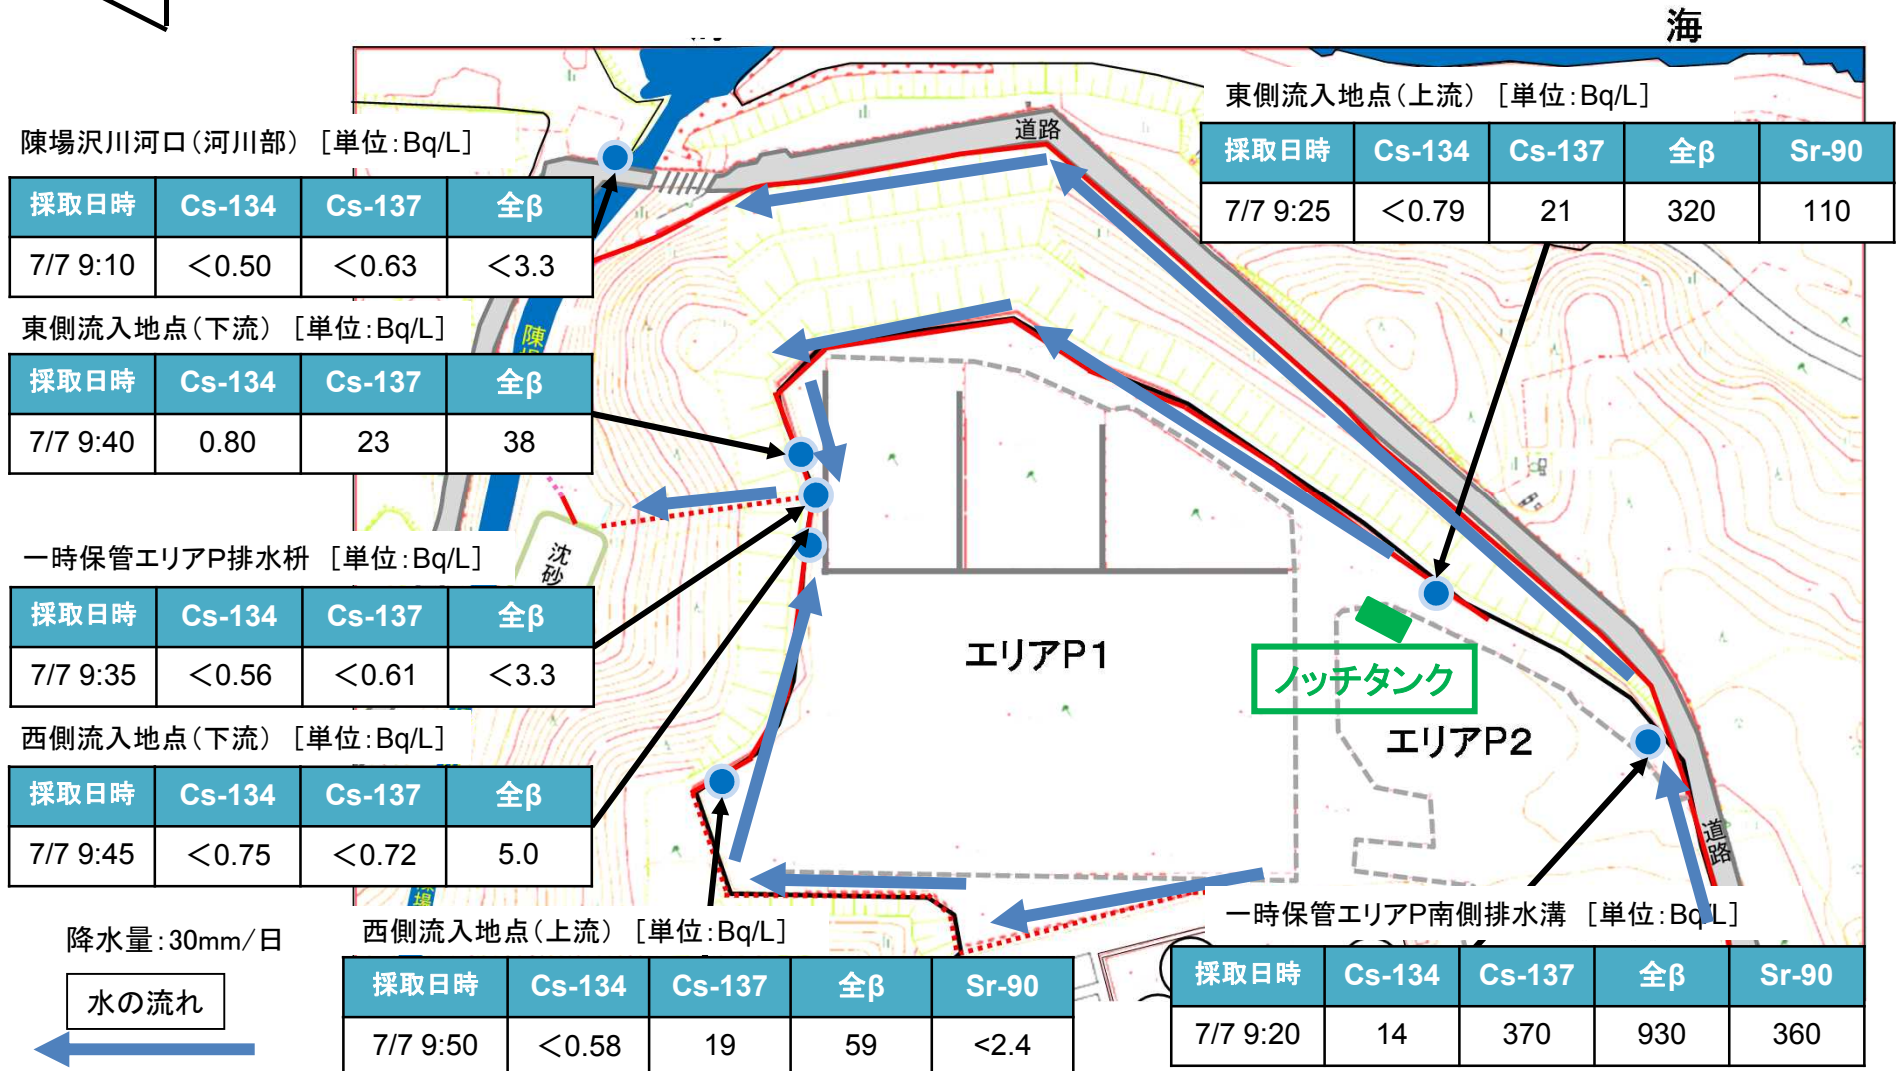 海
陳場沢川河口(河川部) [単位:Bq/L]
採取日時 Cs-134 Cs-137 全β
7/7 9:10 <0.50 <0.63 <3.3
東側流入地点(上流) [単位:Bq/L]
採取日時 Cs-134 Cs-137 全β Sr-90
7/7 9:25 <0.79 21 320 110
道路
東側流入地点(下流) [単位:Bq/L]
採取日時 Cs-134 Cs-137 全β
7/7 9:40 0.80 23 38
陳
一時保管エリアP排水枡 [単位:Bq/L]
採取日時 Cs-134 Cs-137 全β
7/7 9:35 <0.56 <0.61 <3.3
沈砂
エリアP1
ノッチタンク
エリアP2
西側流入地点(下流) [単位:Bq/L]
採取日時 Cs-134 Cs-137 全β
7/7 9:45 <0.75 <0.72 5.0
道路
場
降水量:30mm/日
水の流れ
西側流入地点(上流) [単位:Bq/L]
採取日時 Cs-134 Cs-137 全β Sr-90
7/7 9:50 <0.58 19 59 <2.4
一時保管エリアP南側排水溝 [単位:Bq/L]
採取日時 Cs-134 Cs-137 全β Sr-90
7/7 9:20 14 370 930 360